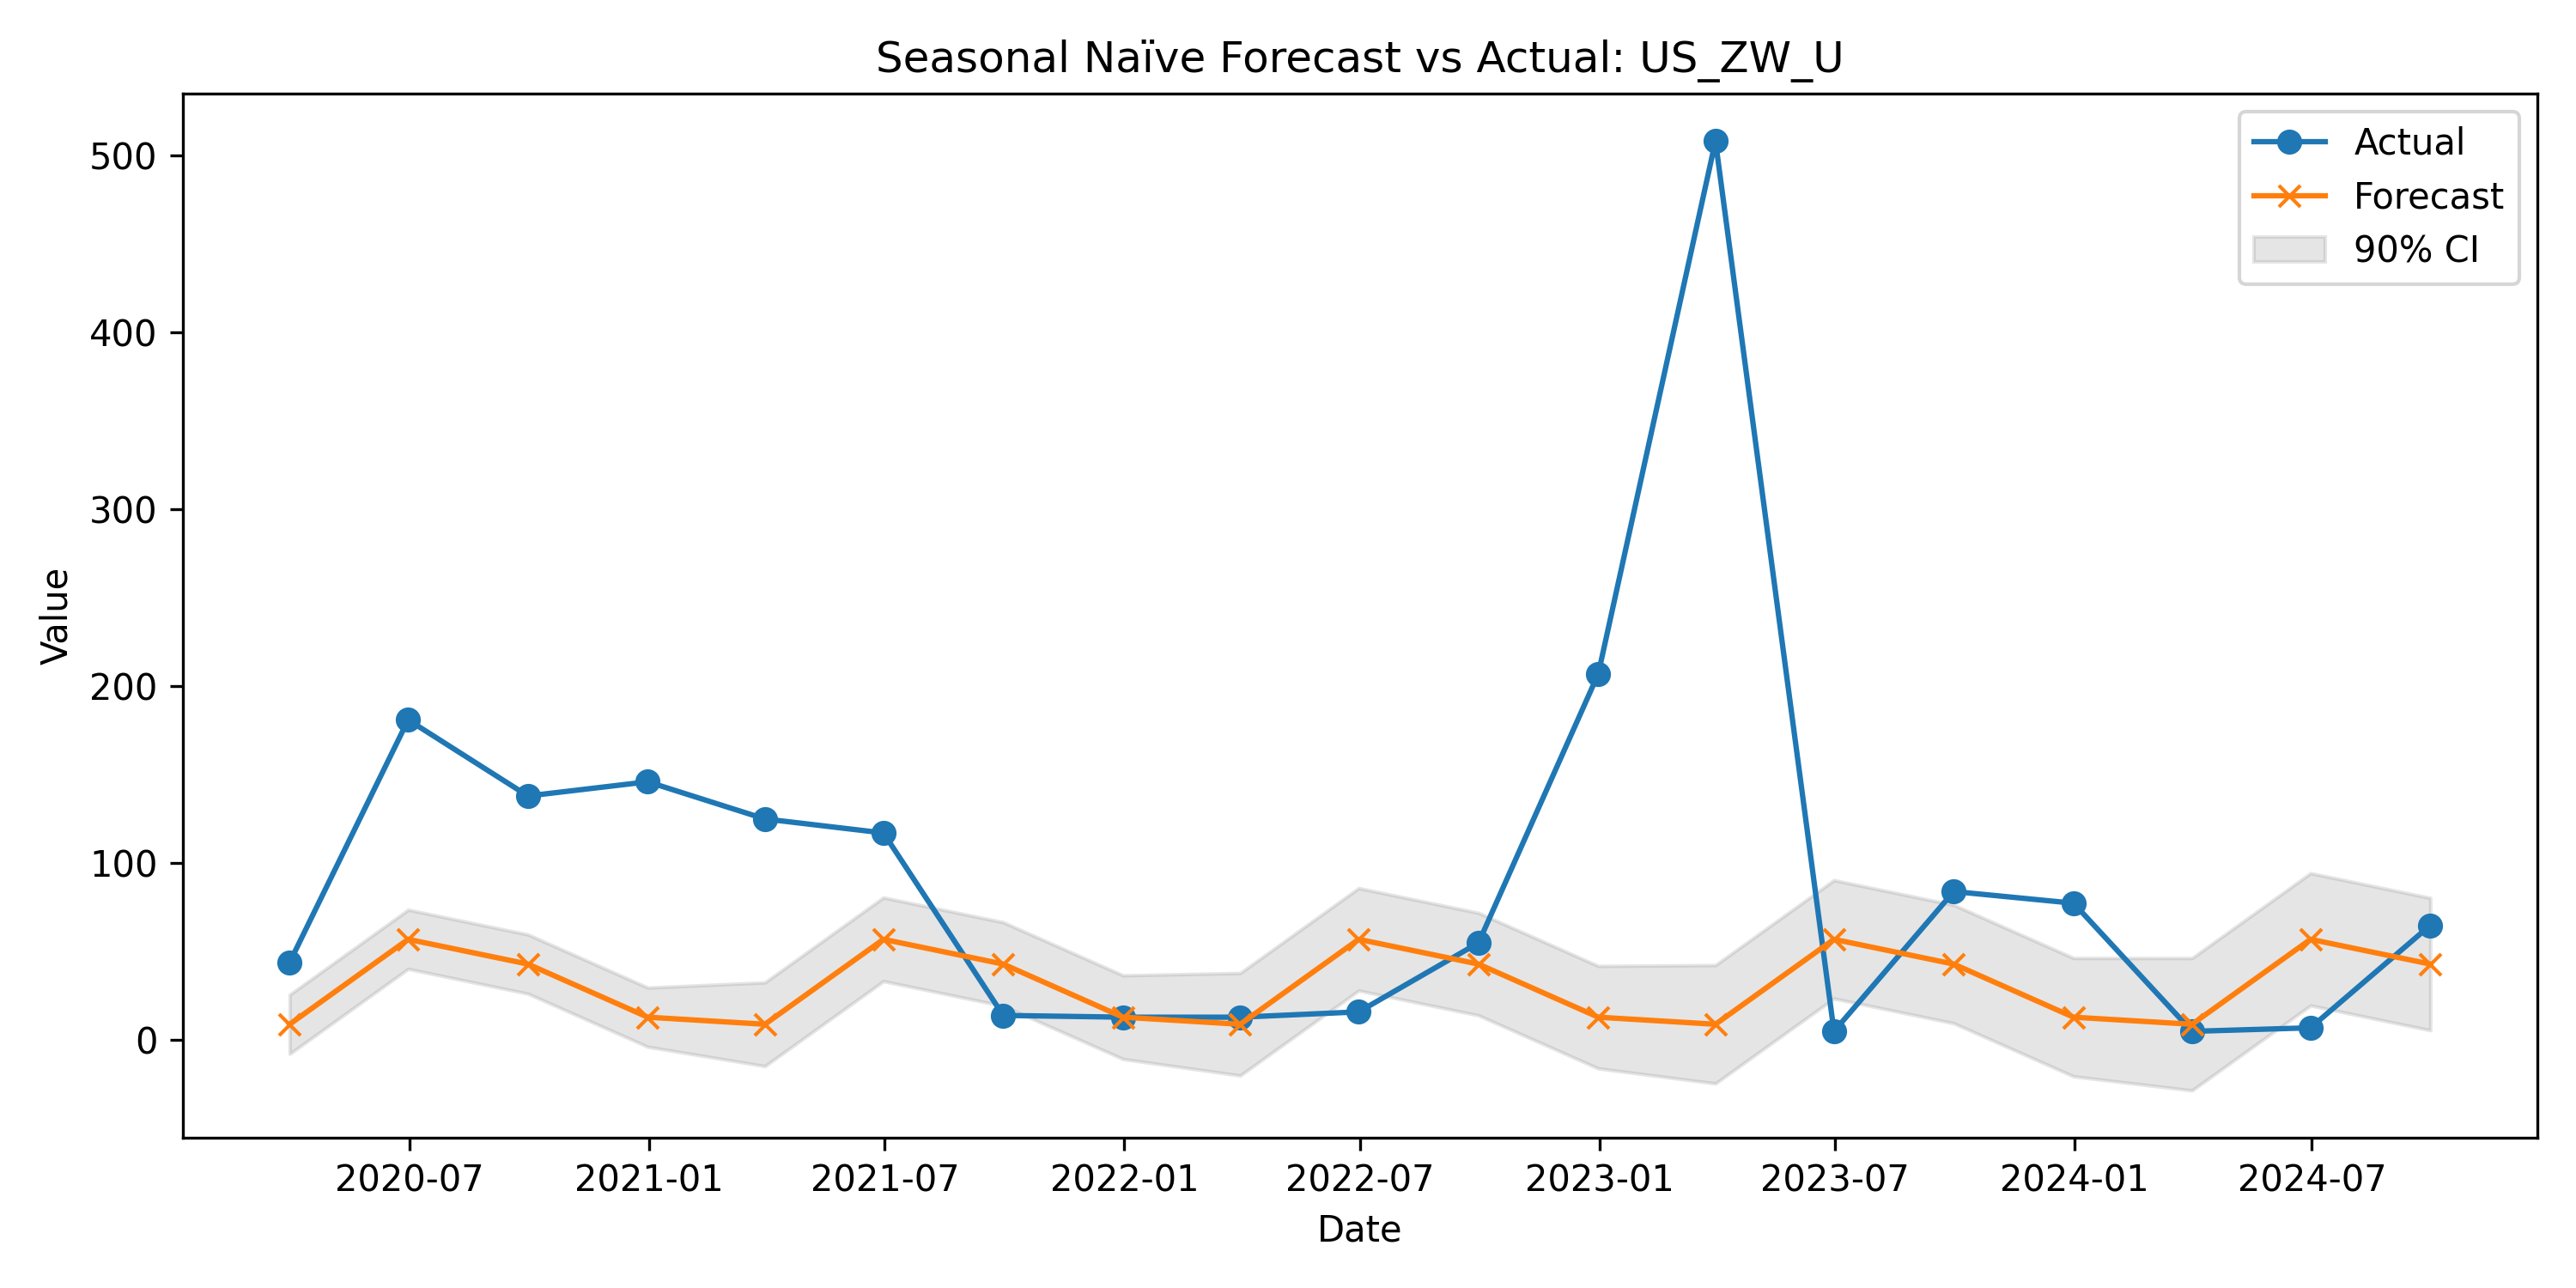 Seasonal Naïve Forecast vs Actual: US_ZW_U
Actual
Forecast
90% CI
500
400
300
200
100
0
Value
2020-07
2021-01
2021-07
2022-01
2022-07
2023-01
2023-07
2024-01
2024-07
Date